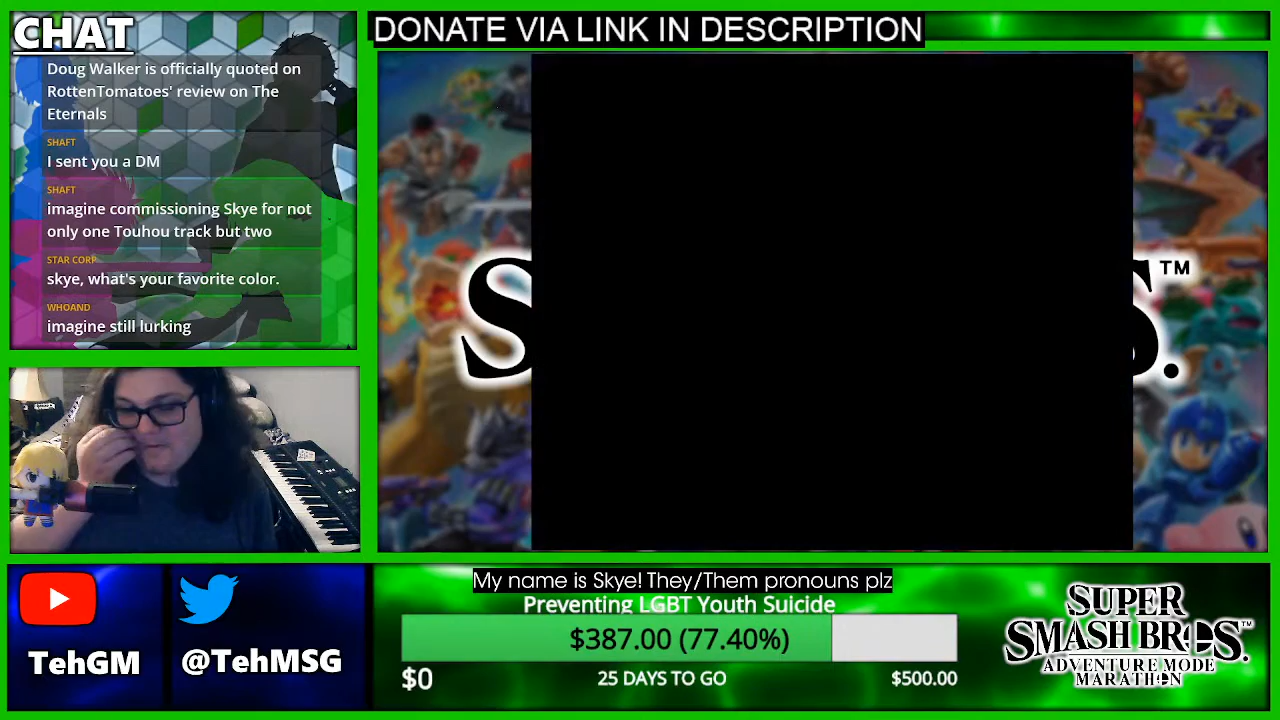 CHAT
Doug Walker is officially quoted on
RottenTomatoes' review on The
Eternals
SHAFT
I sent you a DM
SHAFT
imagine commissioning Skye for not
only one Touhou track but two
STAR CORP
skye, what's your favorite color.
WHOAND
imagine still lurking
DONATE VIA LINK IN DESCRIPTION
S S.™
TehGM
@TehMSG
My name is Skye! They/Them pronouns plz
Preventing LGBT Youth Suicide
$387.00 (77.40%)
$0
25 DAYS TO GO
$500.00
SUPER
SMASH BROS.™
ADVENTURE MODE
MARATHON